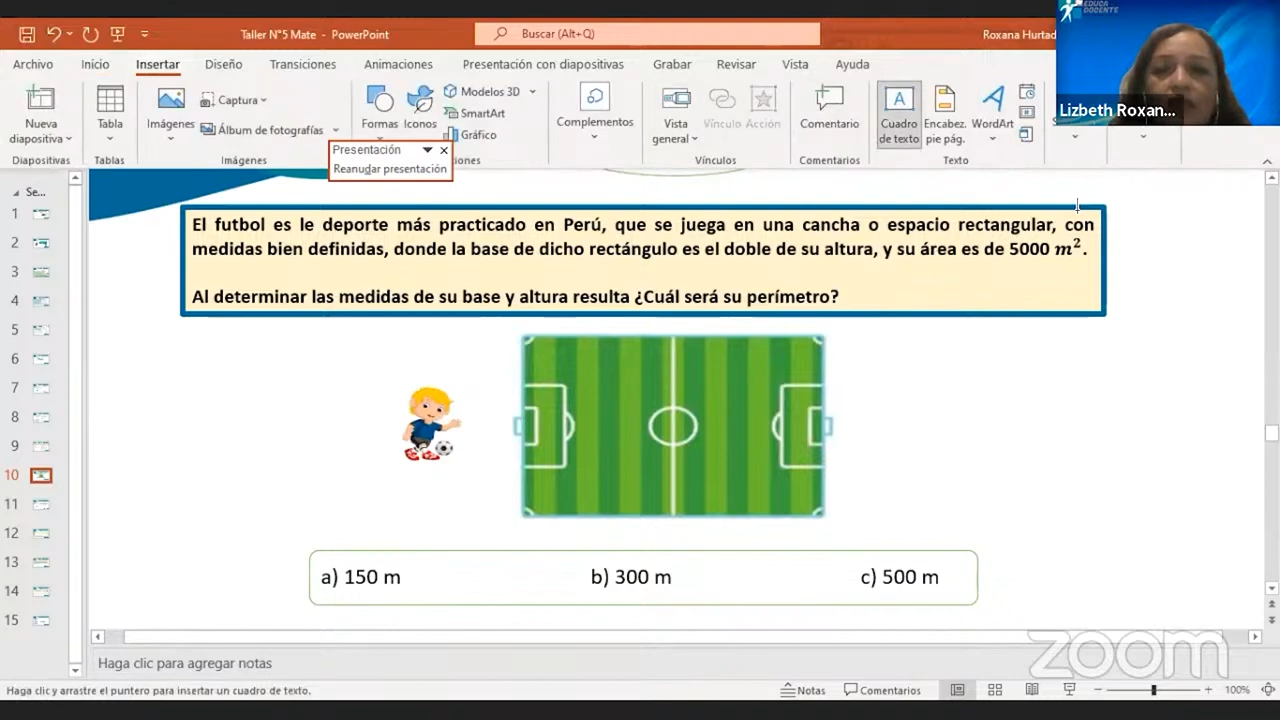 Taller N°5 Mate - PowerPoint
Buscar (Alt+Q)
Roxana Hurtad
EDUCA
DOCENTE
Archivo
Inicio
Insertar
Diseño
Transiciones
Animaciones
Presentación con diapositivas
Grabar
Revisar
Vista
Ayuda
Nueva
diapositiva
Tabla
Imágenes
Captura
Álbum de fotografías
Formas
Iconos
Modelos 3D
SmartArt
Gráfico
Complementos
Vista
general
Vínculo
Acción
Comentario
Cuadro
de texto
Encabez.
pie pág.
WordArt
Lizbeth Roxan...
Diapositivas
Tablas
Imágenes
Presentación
Reanudar presentación
Vínculos
Comentarios
Texto
Se...
1
2
3
4
5
6
7
8
9
10
11
12
13
14
15
El futbol es le deporte más practicado en Perú, que se juega en una cancha o espacio rectangular, con
medidas bien definidas, donde la base de dicho rectángulo es el doble de su altura, y su área es de 5000 m².
Al determinar las medidas de su base y altura resulta ¿Cuál será su perímetro?
a) 150 m
b) 300 m
c) 500 m
zoom
Haga clic para agregar notas
Haga clic y arrastre el puntero para insertar un cuadro de texto.
Notas
Comentarios
100%